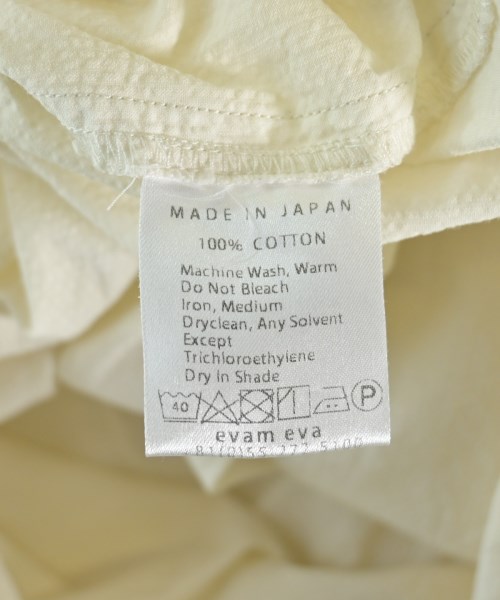 MADE IN JAPAN
100% COTTON
Machine Wash, Warm
Do Not Bleach
Iron, Medium
Dryclean, Any Solvent
Except
Trichloroethylene
Dry in Shade
40 P
evam eva